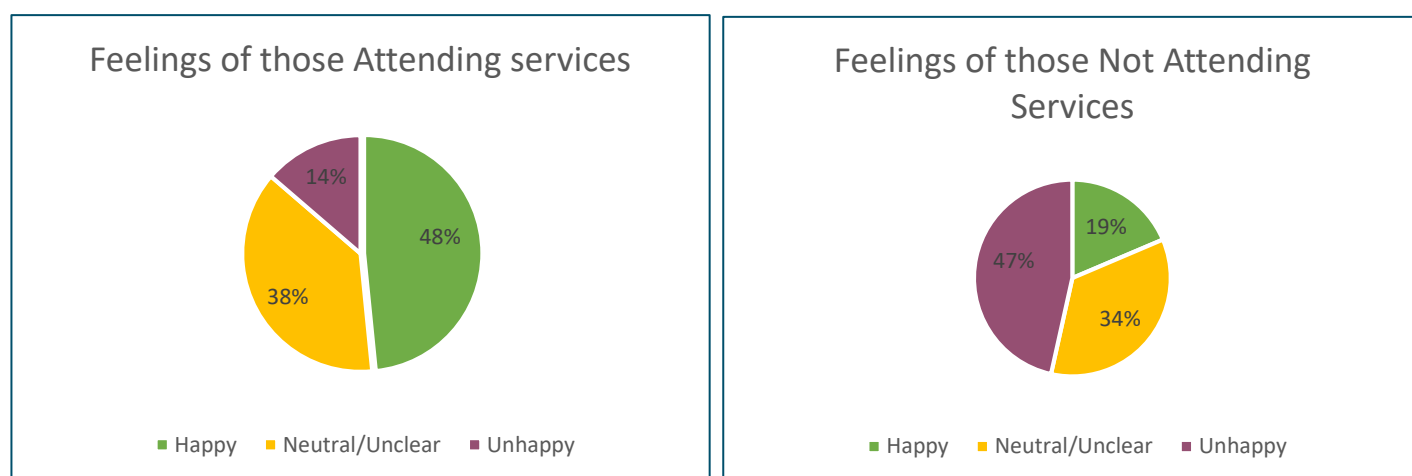 Feelings of those Attending services
14%
48%
38%
Happy Neutral/Unclear Unhappy
Feelings of those Not Attending
Services
19%
47%
34%
Happy Neutral/Unclear Unhappy